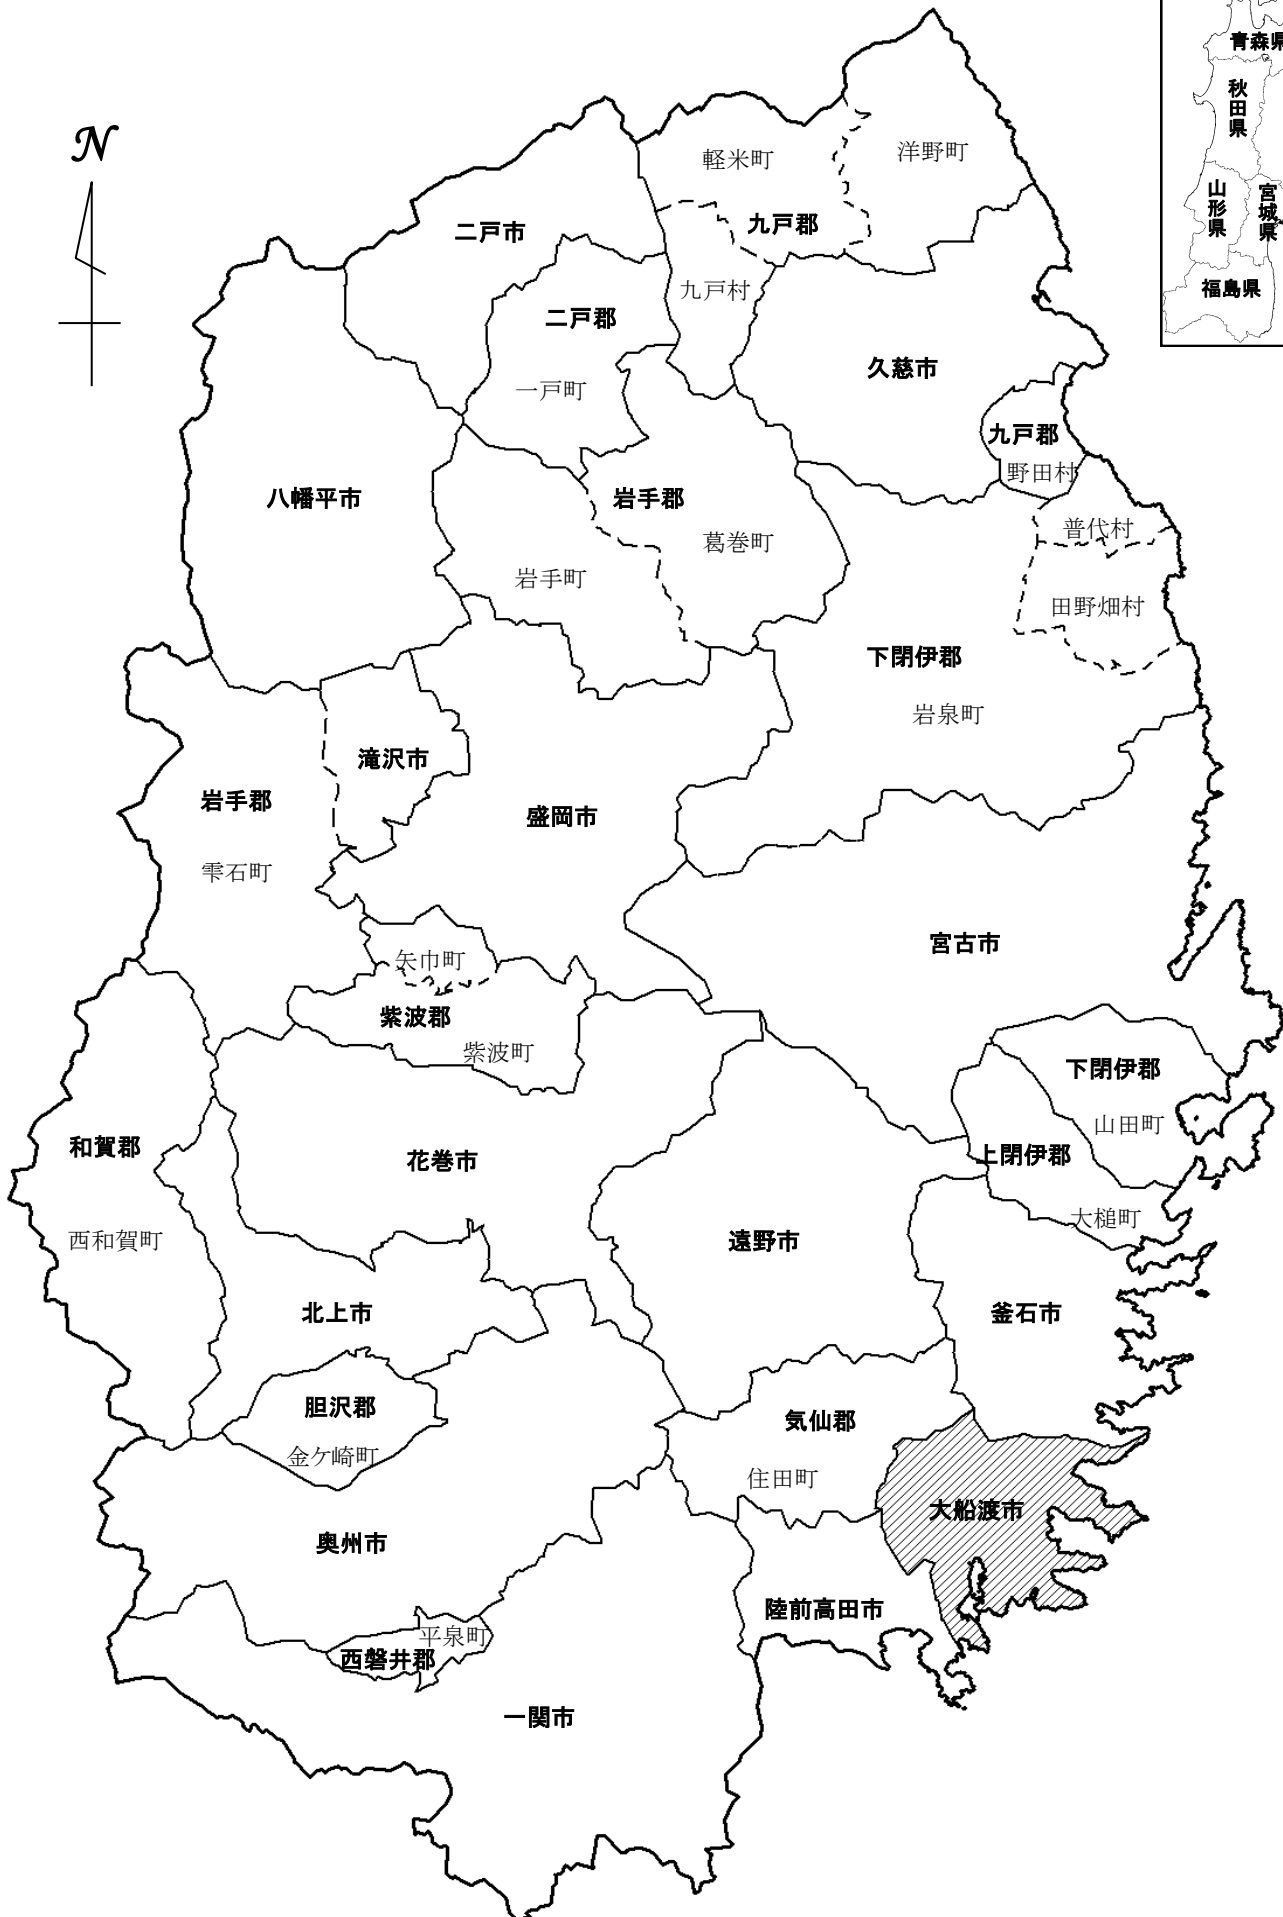 N
青森県
秋田県
山形県
宮城県
福島県
洋野町
軽米町
九戸郡
二戸市
九戸村
二戸郡
久慈市
一戸町
九戸郡
野田村
八幡平市
岩手郡
普代村
葛巻町
岩手町
田野畑村
下閉伊郡
岩泉町
滝沢市
岩手郡
盛岡市
雫石町
宮古市
矢巾町
紫波郡
紫波町
下閉伊郡
山田町
和賀郡
花巻市
上閉伊郡
大槌町
西和賀町
遠野市
北上市
釜石市
胆沢郡
気仙郡
金ケ崎町
住田町
大船渡市
奥州市
陸前高田市
平泉町
西磐井郡
一関市